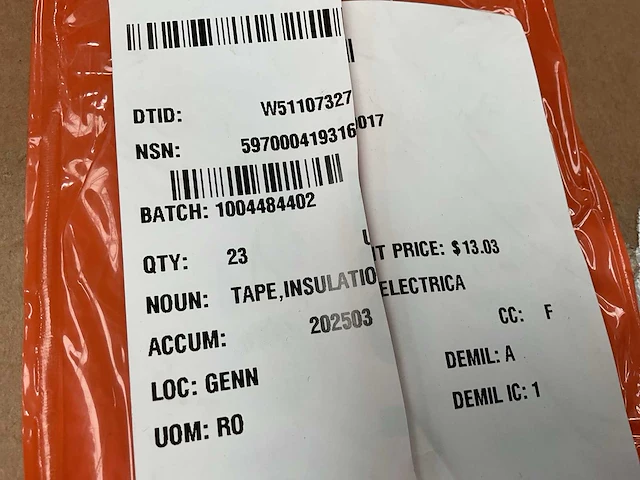 DTID: W51107327
NSN: 597000419316 017
BATCH: 1004484402
QTY: 23 IT PRICE: $13.03
NOUN: TAPE,INSULATIO ELECTRICA
ACCUM: 202503 CC: F
LOC: GENN DEMIL: A
UOM: RO DEMIL IC: 1